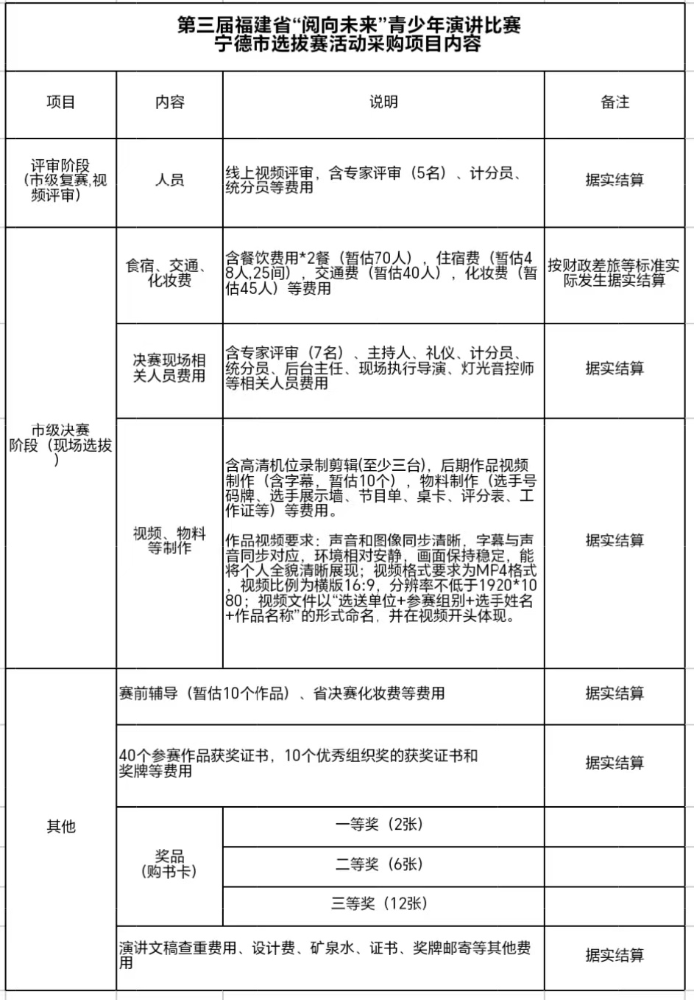 第三届福建省“阅向未来”青少年演讲比赛
宁德市选拔赛活动采购项目内容
项目
内容
说明
备注
评审阶段
（市级复赛,视
频评审）
人员
线上视频评审，含专家评审（5名）、计分员、
统分员等费用
据实结算
市级决赛
阶段（现场选拔
）
食宿、交通、
化妆费
含餐饮费用*2餐（暂估70人），住宿费（暂估4
8人,25间），交通费（暂估40人），化妆费（暂
估45人）等费用
按财政差旅等标准实
际发生据实结算
决赛现场相
关人员费用
含专家评审（7名）、主持人、礼仪、计分员、
统分员、后台主任、现场执行导演、灯光音控师
等相关人员费用
据实结算
视频、物料
等制作
含高清机位录制剪辑(至少三台)，后期作品视频
制作（含字幕，暂估10个），物料制作（选手号
码牌、选手展示墙、节目单、桌卡、评分表、工
作证等）等费用。
作品视频要求：声音和图像同步清晰，字幕与声
音同步对应，环境相对安静，画面保持稳定，能
将个人全貌清晰展现；视频格式要求为MP4格式
，视频比例为横版16:9，分辨率不低于1920*10
80；视频文件以“选送单位+参赛组别+选手姓名
+作品名称”的形式命名，并在视频开头体现。
据实结算
其他
赛前辅导（暂估10个作品）、省决赛化妆费等费用
据实结算
40个参赛作品获奖证书，10个优秀组织奖的获奖证书和
奖牌等费用
据实结算
奖品
（购书卡）
一等奖（2张）
二等奖（6张）
三等奖（12张）
演讲文稿查重费用、设计费、矿泉水、证书、奖牌邮寄等其他费
用
据实结算